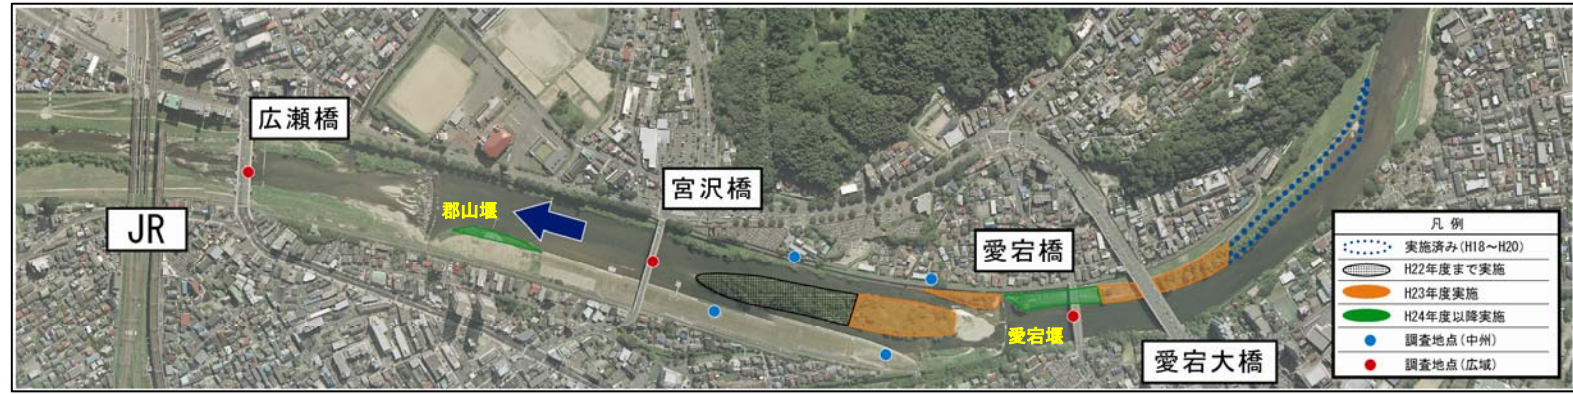 広瀬橋
JR
郡山堰
宮沢橋
愛宕橋
愛宕堰
愛宕大橋
凡例
実施済み(H18～H20)
H22年度まで実施
H23年度実施
H24年度以降実施
調査地点(中州)
調査地点(広域)